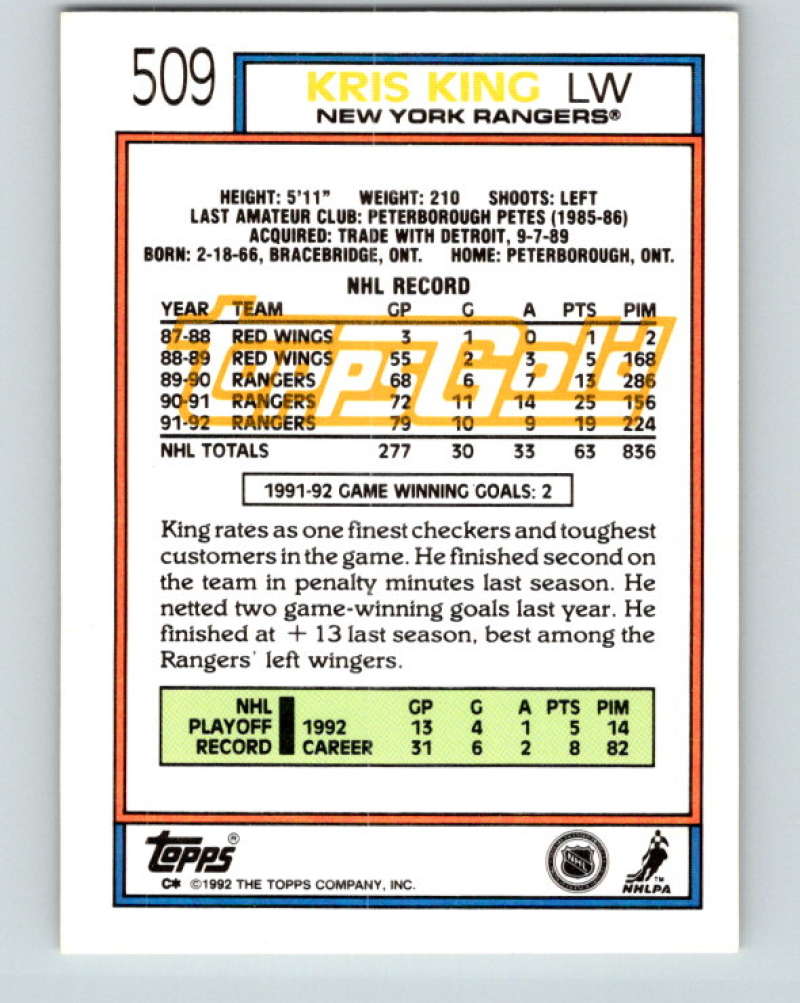 509
KRIS KING LW
NEW YORK RANGERS®
HEIGHT: 5'11" WEIGHT: 210 SHOOTS: LEFT
LAST AMATEUR CLUB: PETERBOROUGH PETES (1985-86)
ACQUIRED: TRADE WITH DETROIT, 9-7-89
BORN: 2-18-66, BRACEBRIDGE, ONT. HOME: PETERBOROUGH, ONT.
NHL RECORD
YEAR TEAM GP G A PTS PIM
87-88 RED WINGS 3 1 0 1 2
88-89 RED WINGS 55 2 3 5 168
89-90 RANGERS 68 6 7 13 286
90-91 RANGERS 72 11 14 25 156
91-92 RANGERS 79 10 9 19 224
ToppsGold
NHL TOTALS 277 30 33 63 836
1991-92 GAME WINNING GOALS: 2
King rates as one finest checkers and toughest
customers in the game. He finished second on
the team in penalty minutes last season. He
netted two game-winning goals last year. He
finished at + 13 last season, best among the
Rangers' left wingers.
NHL GP G A PTS PIM
PLAYOFF 1992 13 4 1 5 14
RECORD CAREER 31 6 2 8 82
TOPPS®
C* ©1992 THE TOPPS COMPANY, INC.
NHL
™
NHLPA